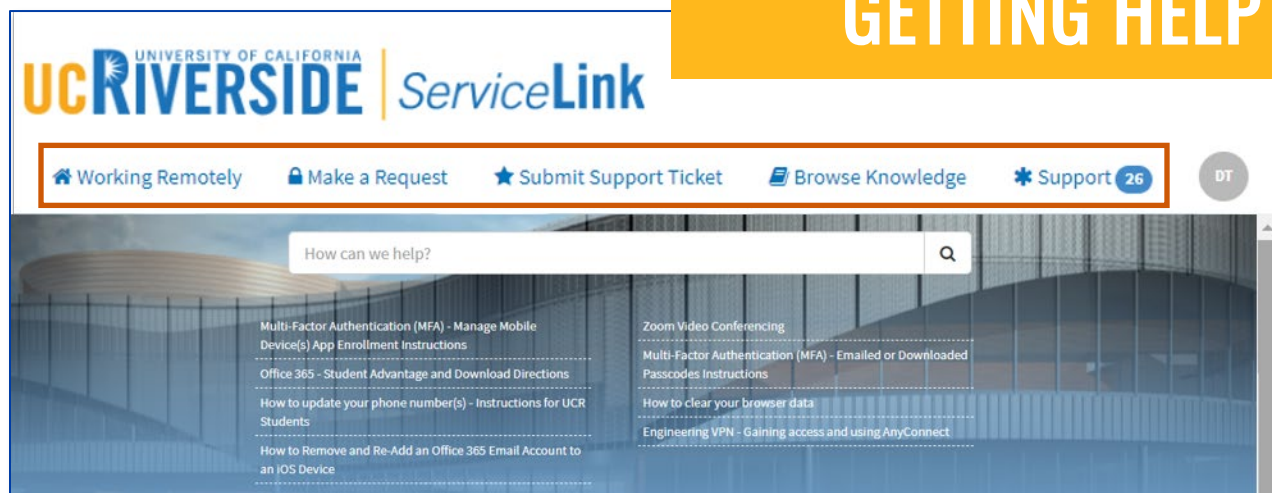 GETTING HELP
UNIVERSITY OF CALIFORNIA
UCRIVERSIDE ServiceLink
Working Remotely Make a Request Submit Support Ticket Browse Knowledge Support 26 DT
How can we help?
Multi-Factor Authentication (MFA) - Manage Mobile
Device(s) App Enrollment Instructions
Office 365 - Student Advantage and Download Directions
How to update your phone number(s) - Instructions for UCR
Students
How to Remove and Re-Add an Office 365 Email Account to
an iOS Device
Zoom Video Conferencing
Multi-Factor Authentication (MFA) - Emailed or Downloaded
Passcodes Instructions
How to clear your browser data
Engineering VPN - Gaining access and using AnyConnect